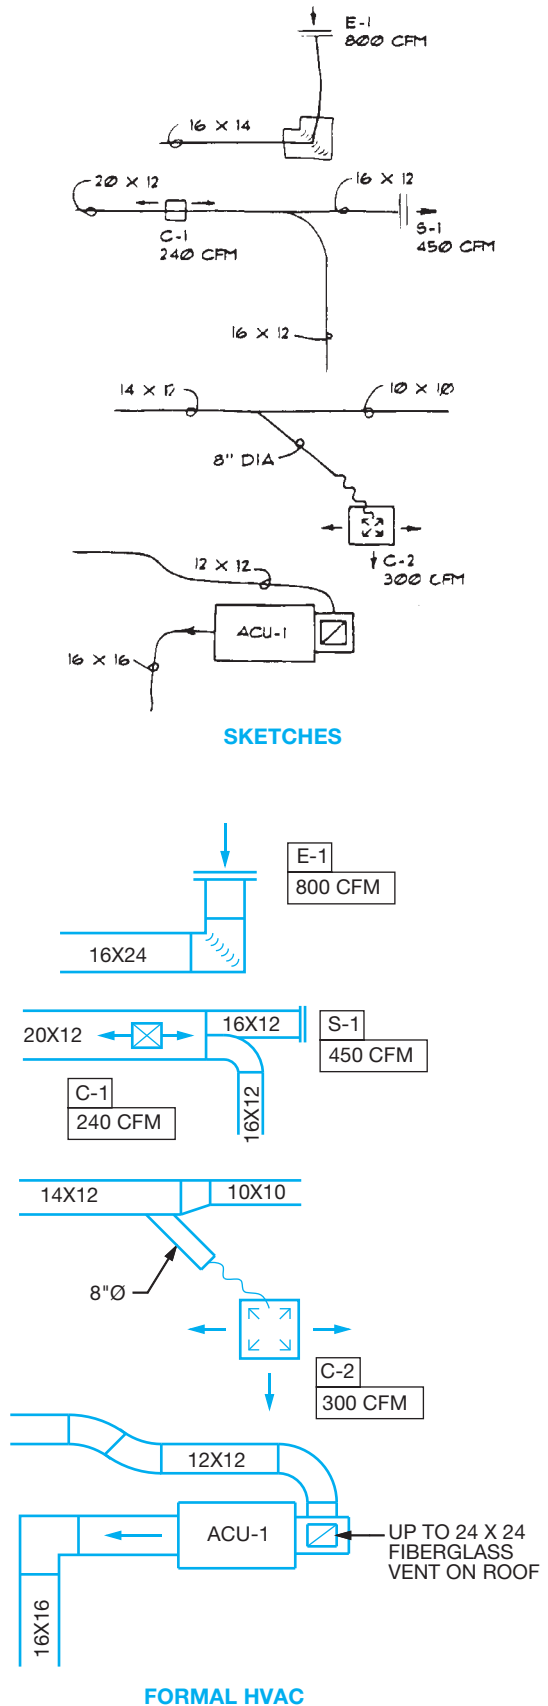 E-1
800 CFM
16 X 14
20 X 12
16 X 12
C-1
240 CFM
S-1
450 CFM
16 X 12
14 X 12
10 X 10
8" DIA
C-2
300 CFM
12 X 12
ACU-1
16 X 16
SKETCHES
E-1
800 CFM
16X24
20X12
16X12
S-1
450 CFM
C-1
240 CFM
16X12
14X12
10X10
8"Ø
C-2
300 CFM
12X12
ACU-1
UP TO 24 X 24
FIBERGLASS
VENT ON ROOF
16X16
FORMAL HVAC